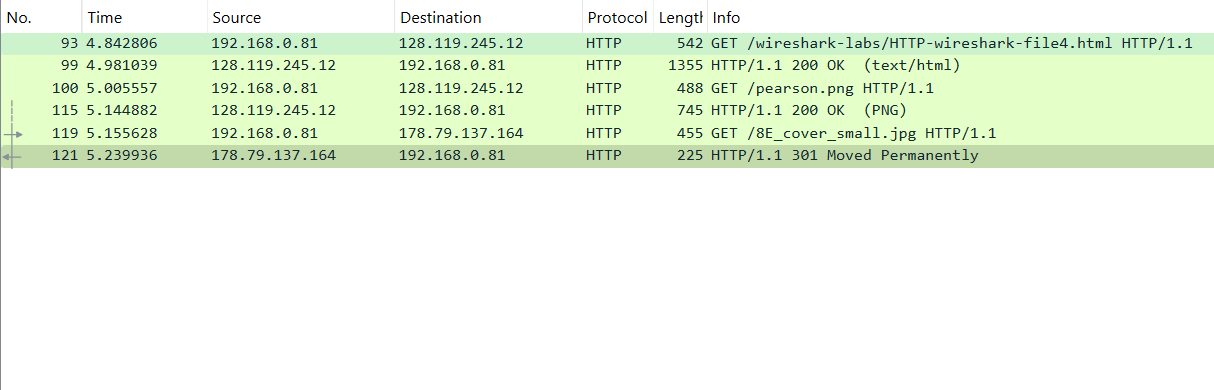 No. Time Source Destination Protocol Length Info
93 4.842806 192.168.0.81 128.119.245.12 HTTP 542 GET /wireshark-labs/HTTP-wireshark-file4.html HTTP/1.1
99 4.981039 128.119.245.12 192.168.0.81 HTTP 1355 HTTP/1.1 200 OK (text/html)
100 5.005557 192.168.0.81 128.119.245.12 HTTP 488 GET /pearson.png HTTP/1.1
115 5.144882 128.119.245.12 192.168.0.81 HTTP 745 HTTP/1.1 200 OK (PNG)
119 5.155628 192.168.0.81 178.79.137.164 HTTP 455 GET /8E_cover_small.jpg HTTP/1.1
121 5.239936 178.79.137.164 192.168.0.81 HTTP 225 HTTP/1.1 301 Moved Permanently